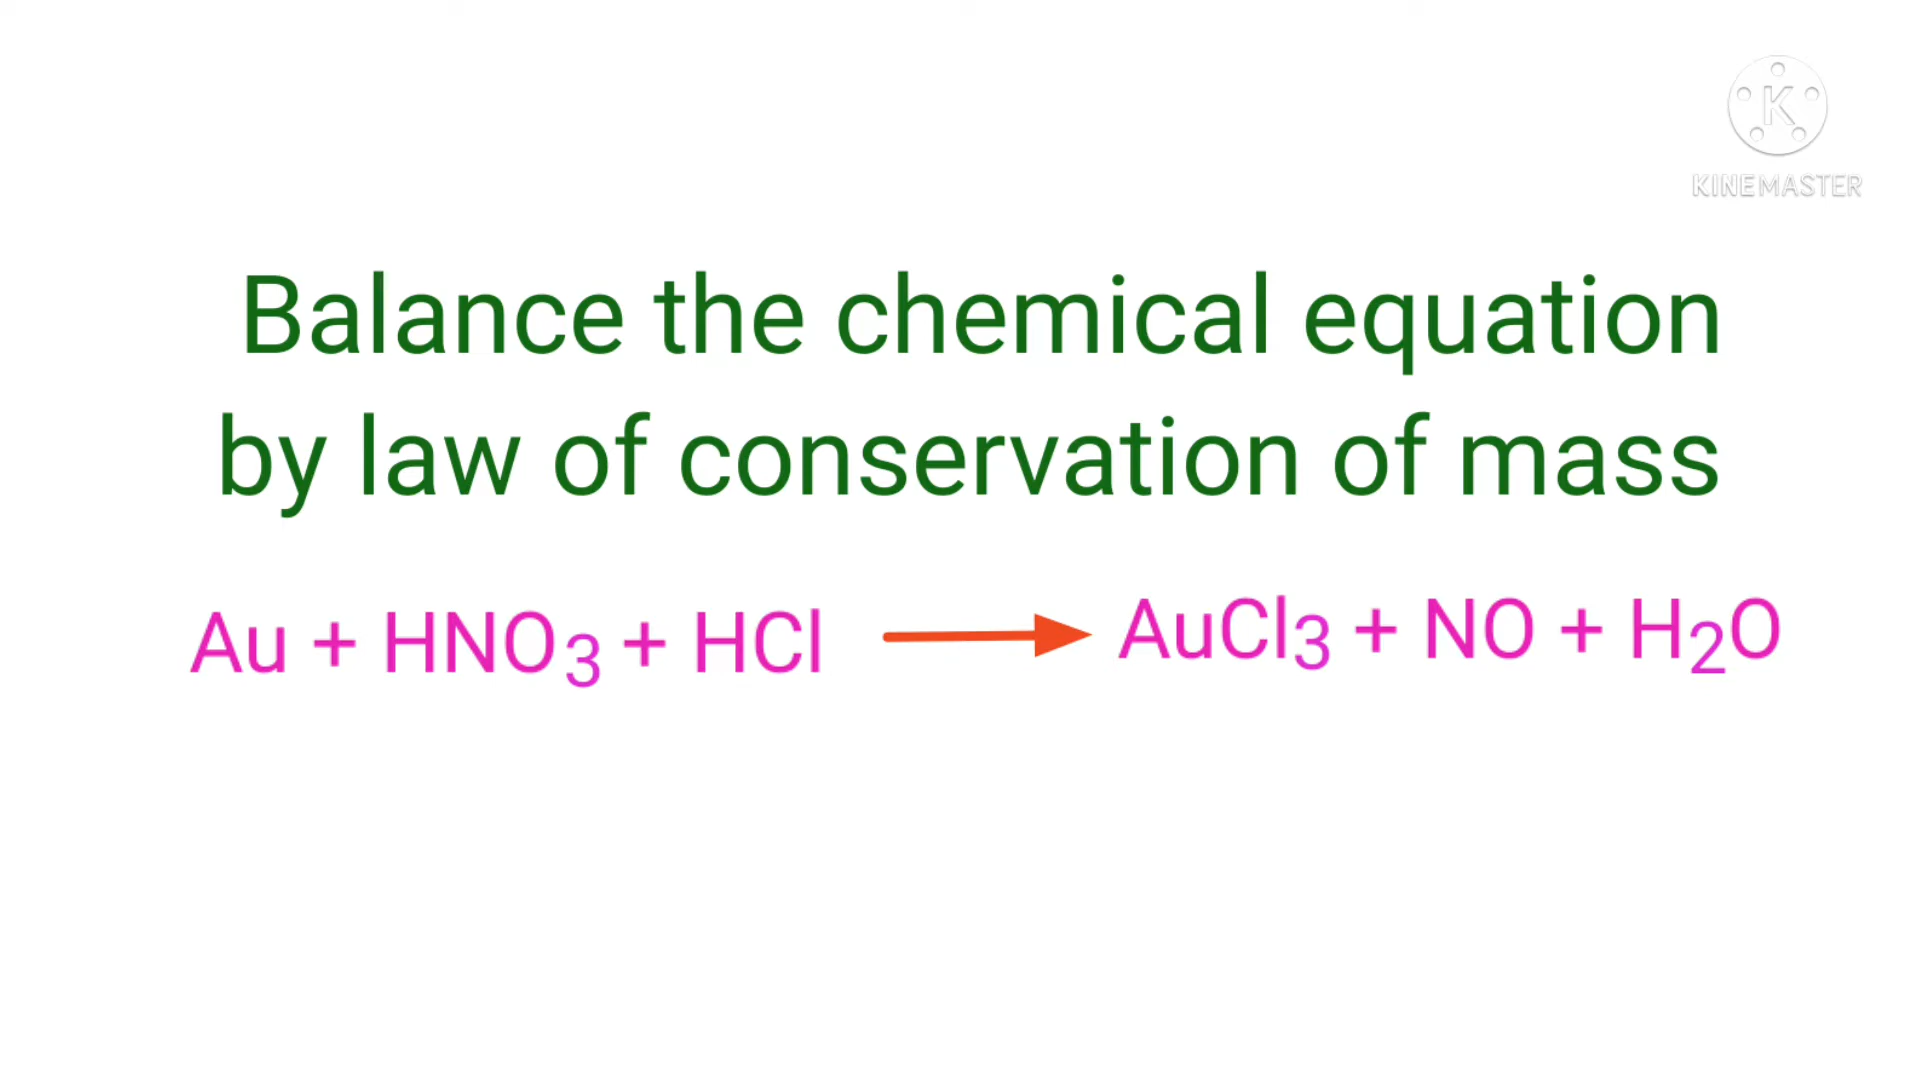 K
KINEMASTER
Balance the chemical equation
by law of conservation of mass
Au + HNO3 + HCl → AuCl3 + NO + H2O